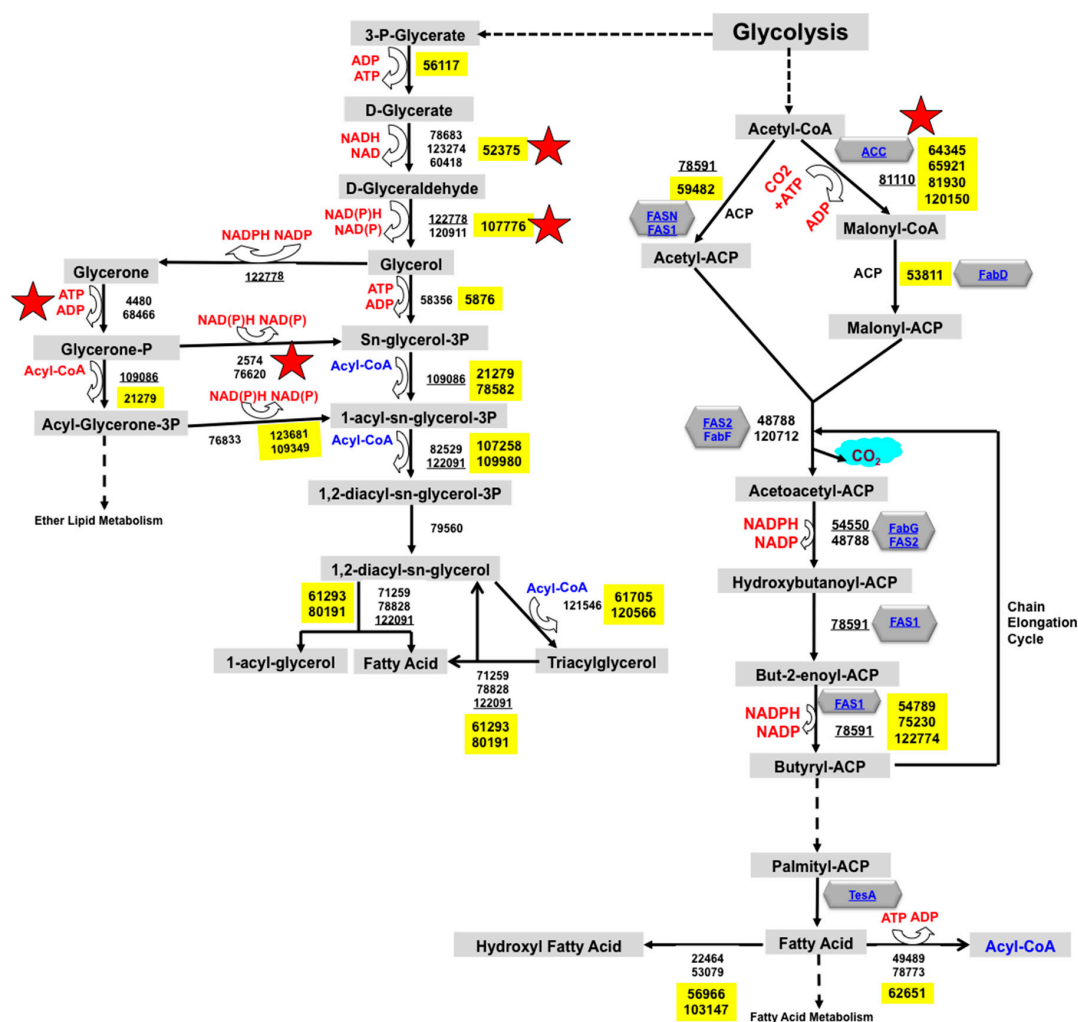 Glycolysis
3-P-Glycerate
ADP
ATP
56117
D-Glycerate
NADH
NAD
78683
123274
60418
52375
D-Glyceraldehyde
NAD(P)H
NAD(P)
122778
120911
107776
NADPH NADP
Glycerone
122778
Glycerol
ATP
ADP
4480
68466
ATP
ADP
58356
5876
Glycerone-P
NAD(P)H NAD(P)
2574
76620
Sn-glycerol-3P
Acyl-CoA
109086
21279
Acyl-CoA
109086
21279
78582
Acyl-Glycerone-3P
NAD(P)H NAD(P)
76833
123681
109349
1-acyl-sn-glycerol-3P
Acyl-CoA
82529
122091
107258
109980
Ether Lipid Metabolism
1,2-diacyl-sn-glycerol-3P
79560
1,2-diacyl-sn-glycerol
61293
80191
71259
78828
122091
Acyl-CoA
121546
61705
120566
1-acyl-glycerol
Fatty Acid
Triacylglycerol
71259
78828
122091
61293
80191
Acetyl-CoA
78591
59482
FASN
FAS1
ACP
Acetyl-ACP
ACC
CO2
+ATP
ADP
81110
64345
65921
81930
120150
Malonyl-CoA
ACP
53811
FabD
Malonyl-ACP
FAS2
FabF
48788
120712
CO2
Acetoacetyl-ACP
NADPH
NADP
54550
48788
FabG
FAS2
Hydroxybutanoyl-ACP
78591
FAS1
Chain
Elongation
Cycle
But-2-enoyl-ACP
NADPH
NADP
FAS1
78591
54789
75230
122774
Butyryl-ACP
Palmityl-ACP
TesA
ATP ADP
Hydroxyl Fatty Acid
Fatty Acid
Acyl-CoA
22464
53079
56966
103147
49489
78773
62651
Fatty Acid Metabolism